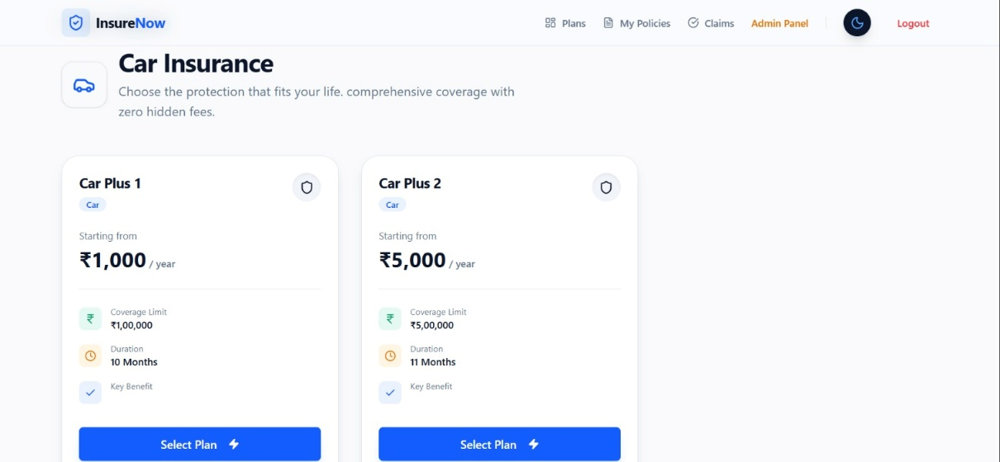 InsureNow
Plans
My Policies
Claims
Admin Panel
Logout
Car Insurance
Choose the protection that fits your life. comprehensive coverage with
zero hidden fees.
Car Plus 1
Car
Starting from
₹1,000 / year
₹
Coverage Limit
₹1,00,000
Duration
10 Months
Key Benefit
Select Plan
Car Plus 2
Car
Starting from
₹5,000 / year
₹
Coverage Limit
₹5,00,000
Duration
11 Months
Key Benefit
Select Plan